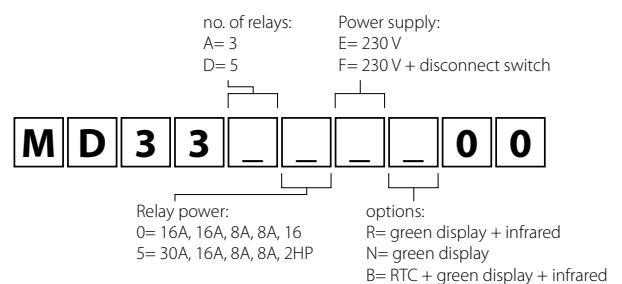 no. of relays:
A= 3
D= 5
Power supply:
E= 230 V
F= 230 V + disconnect switch
M D 3 3 _ _ _ _ 0 0
Relay power:
0= 16A, 16A, 8A, 8A, 16
5= 30A, 16A, 8A, 8A, 2HP
options:
R= green display + infrared
N= green display
B= RTC + green display + infrared